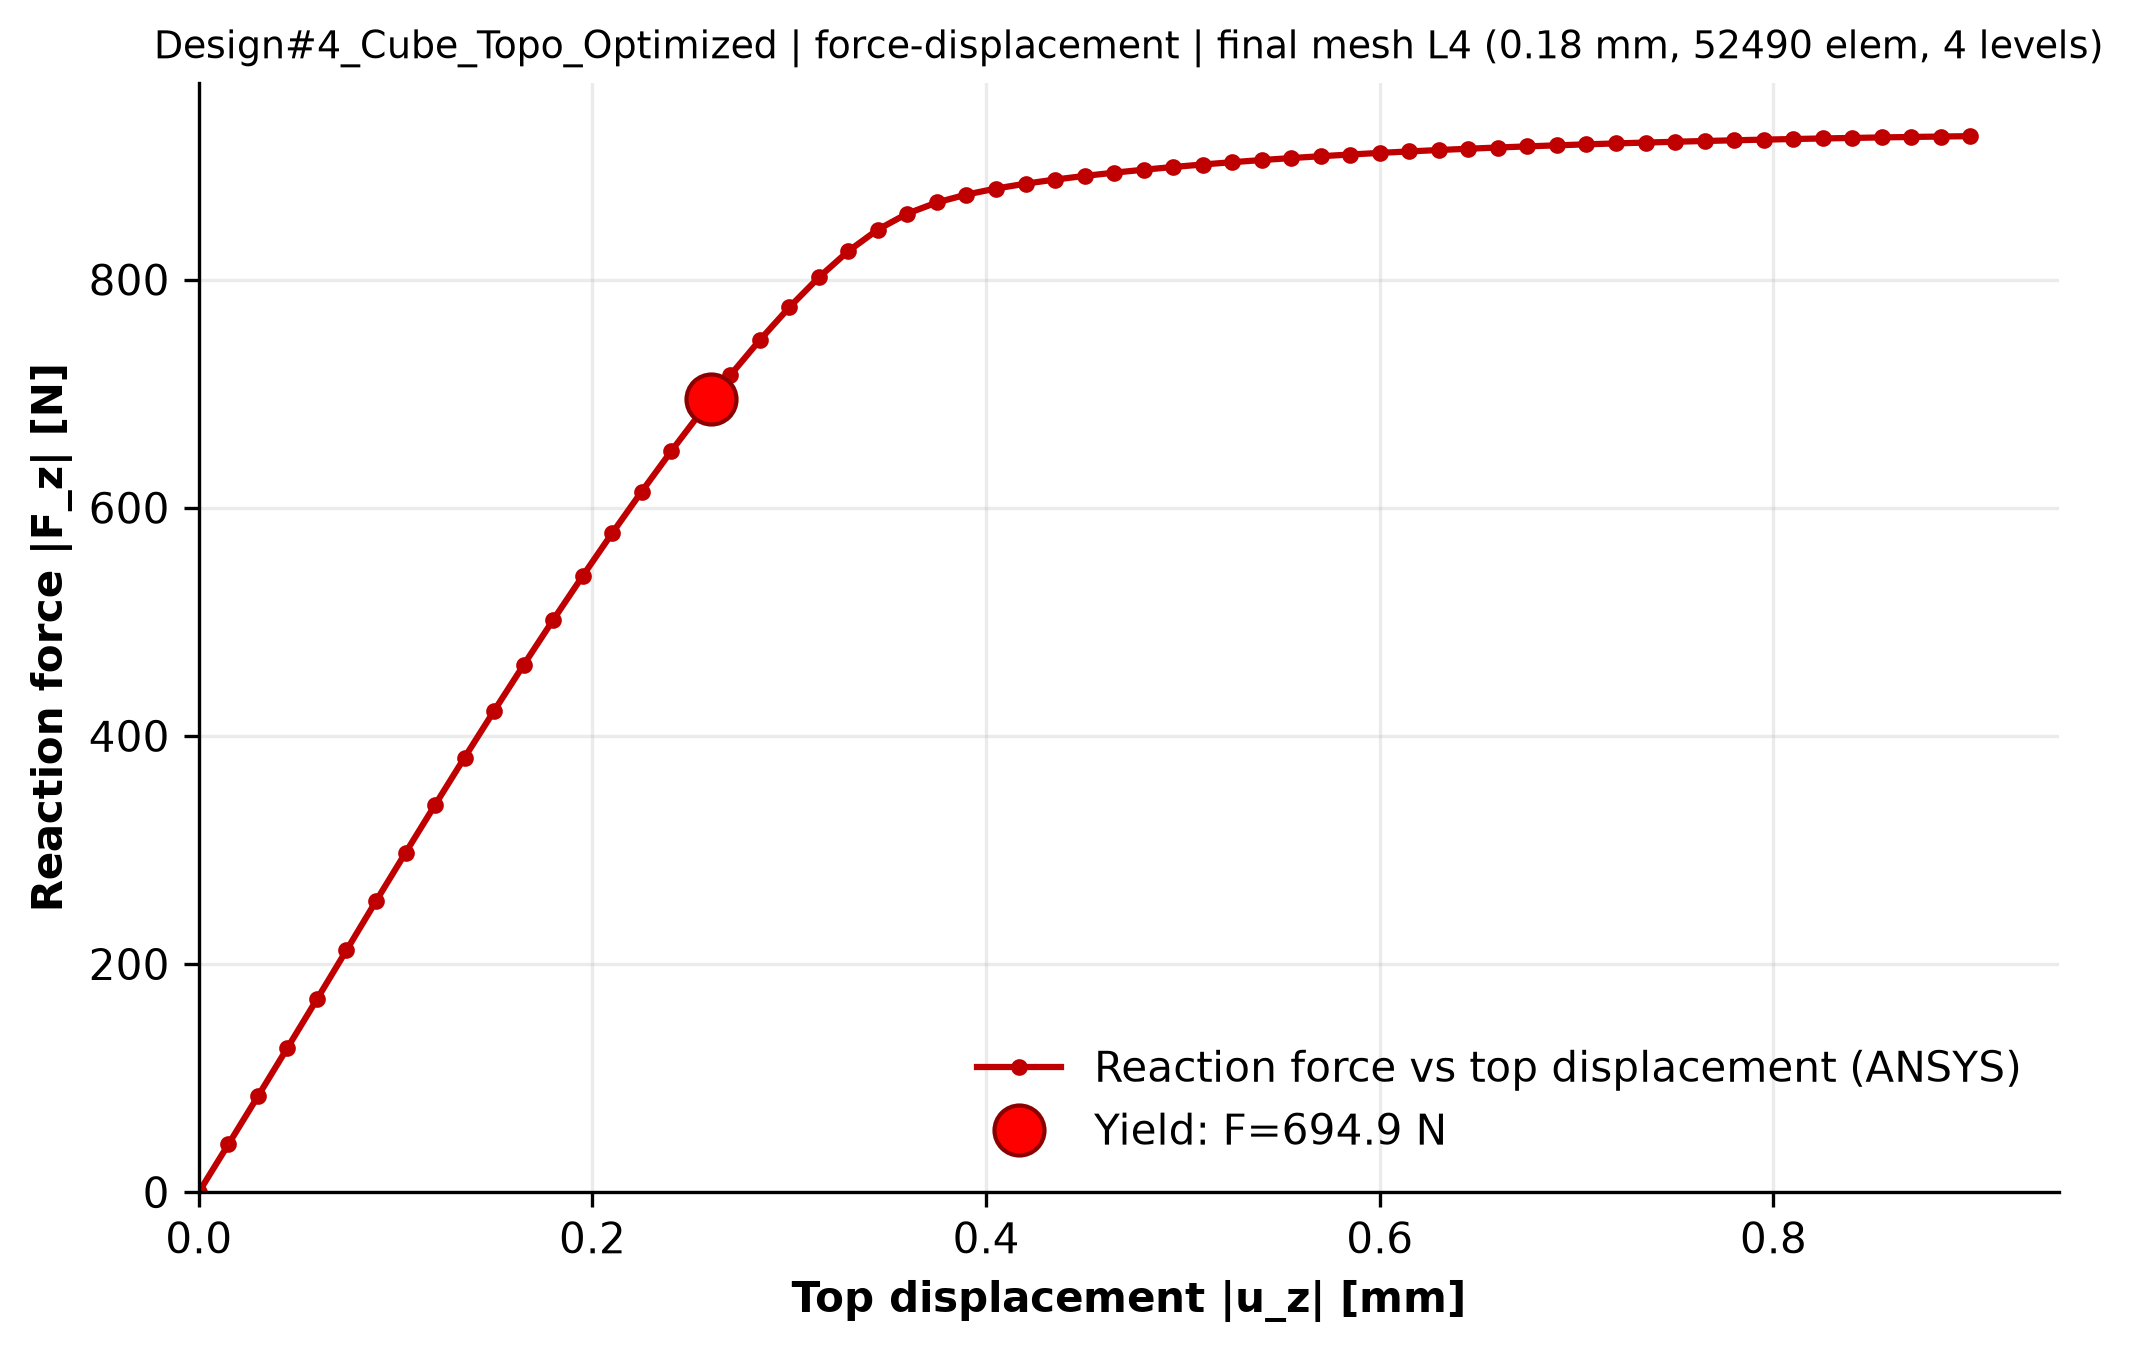 Design#4_Cube_Topo_Optimized | force-displacement | final mesh L4 (0.18 mm, 52490 elem, 4 levels)
Reaction force |F_z| [N]
800
600
400
200
0
0.0 0.2 0.4 0.6 0.8
Top displacement |u_z| [mm]
Reaction force vs top displacement (ANSYS)
Yield: F=694.9 N